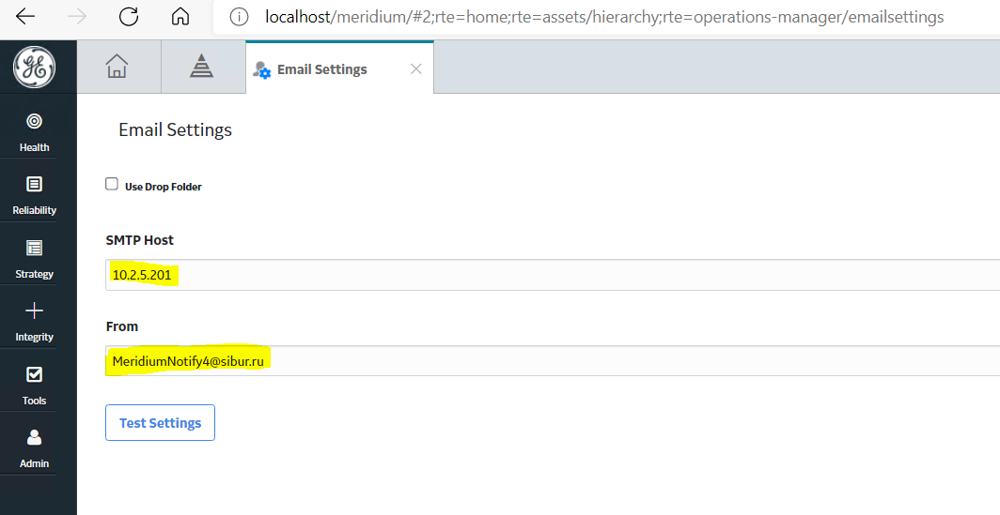 localhost/meridium/#2;rte=home;rte=assets/hierarchy;rte=operations-manager/emailsettings
Email Settings
Health
Reliability
Strategy
Integrity
Tools
Admin
Email Settings
Use Drop Folder
SMTP Host
10.2.5.201
From
MeridiumNotify4@sibur.ru
Test Settings